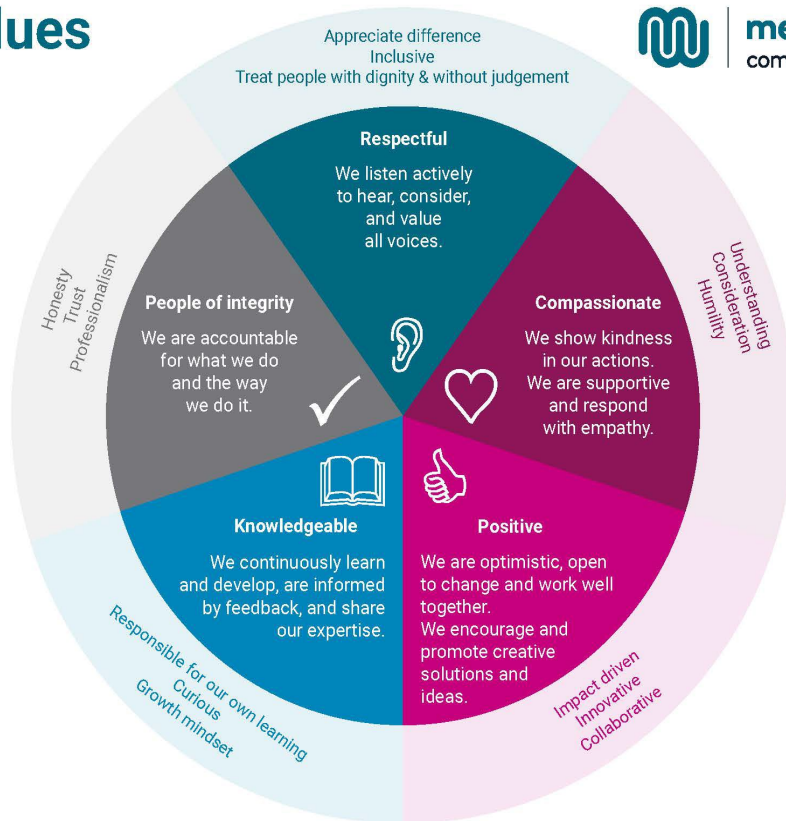 Appreciate difference
Inclusive
Treat people with dignity & without judgement
Respectful
We listen actively
to hear, consider,
and value
all voices.
Understanding
Consideration
Humility
Compassionate
We show kindness
in our actions.
We are supportive
and respond
with empathy.
Positive
We are optimistic, open
to change and work well
together.
We encourage and
promote creative
solutions and
ideas.
Impact driven
Innovative
Collaborative
Knowledgeable
We continuously learn
and develop, are informed
by feedback, and share
our expertise.
Responsible for our own learning
Curious
Growth mindset
People of integrity
We are accountable
for what we do
and the way
we do it.
Honesty
Trust
Professionalism